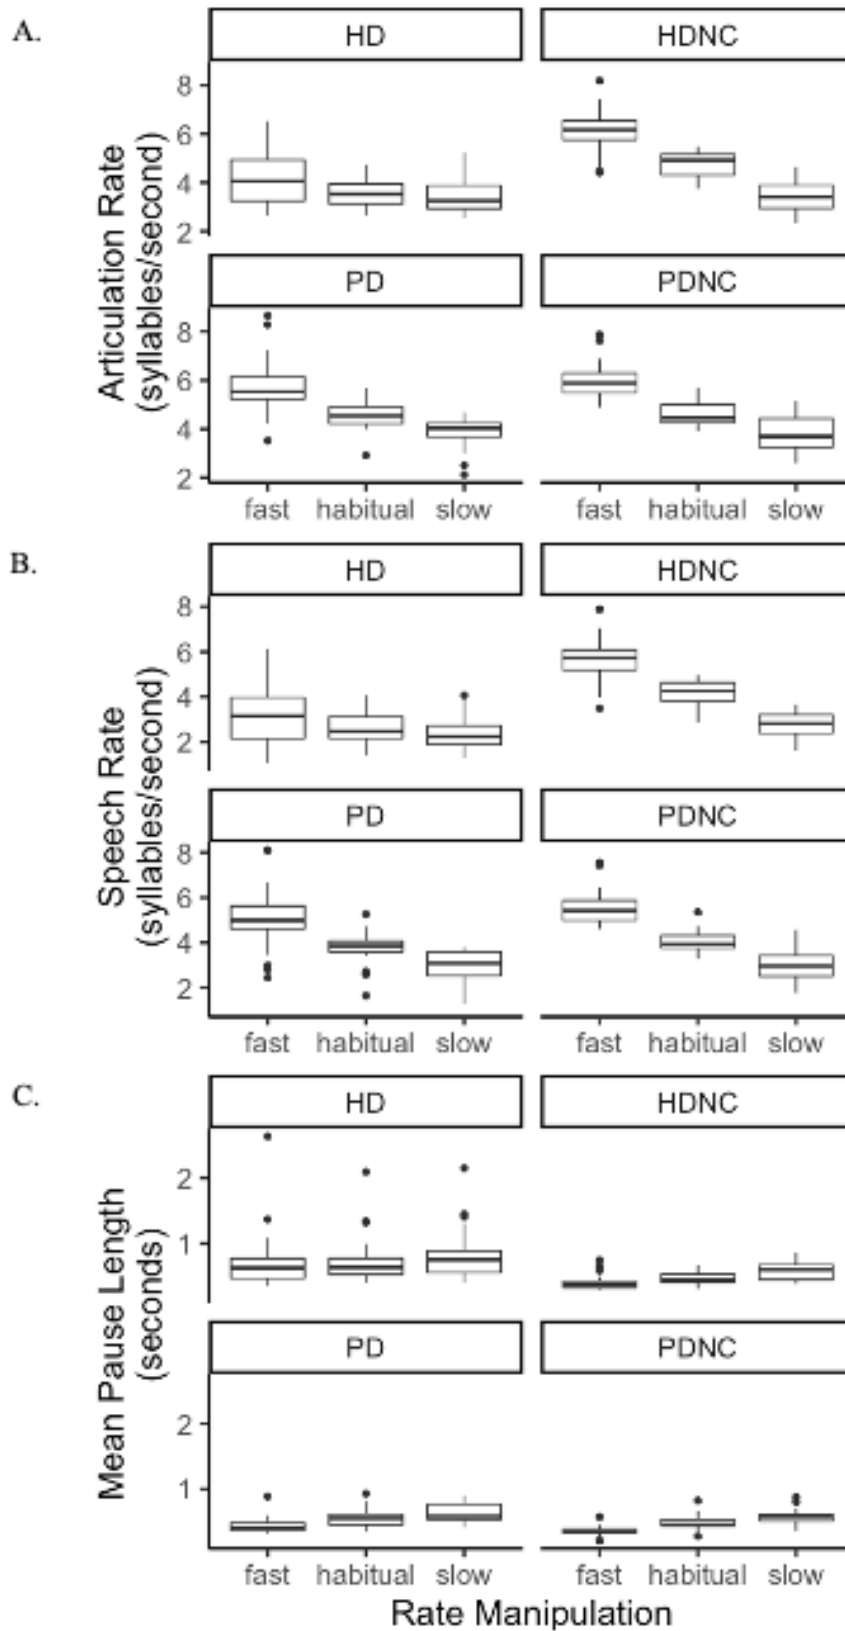 A.
HD HDNC
8
6
4
2
Articulation Rate
(syllables/second)
PD PDNC
8
6
4
2
fast habitual slow fast habitual slow
B.
HD HDNC
8
6
4
2
Speech Rate
(syllables/second)
PD PDNC
8
6
4
2
fast habitual slow fast habitual slow
C.
HD HDNC
2
1
Mean Pause Length
(seconds)
PD PDNC
2
1
fast habitual slow fast habitual slow
Rate Manipulation